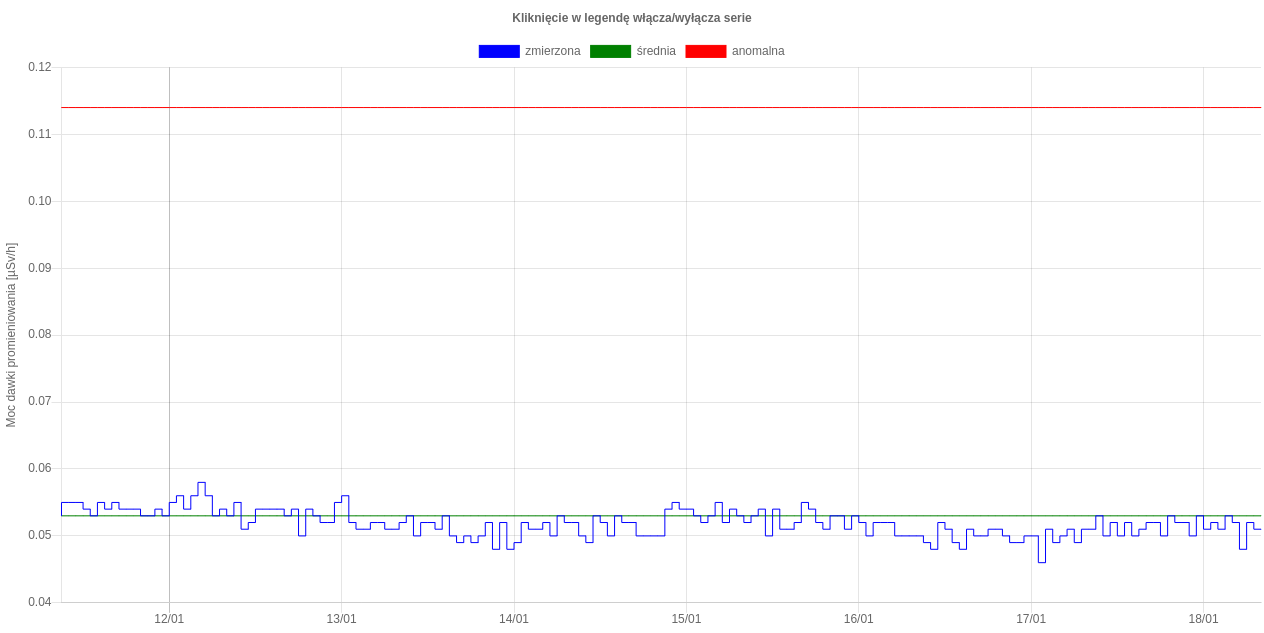 Kliknięcie w legendę włącza/wyłącza serie
zmierzona średnia anomalna
0.12
0.11
0.10
0.09
0.08
0.07
0.06
0.05
0.04
Moc dawki promieniowania [µSv/h]
12/01 13/01 14/01 15/01 16/01 17/01 18/01